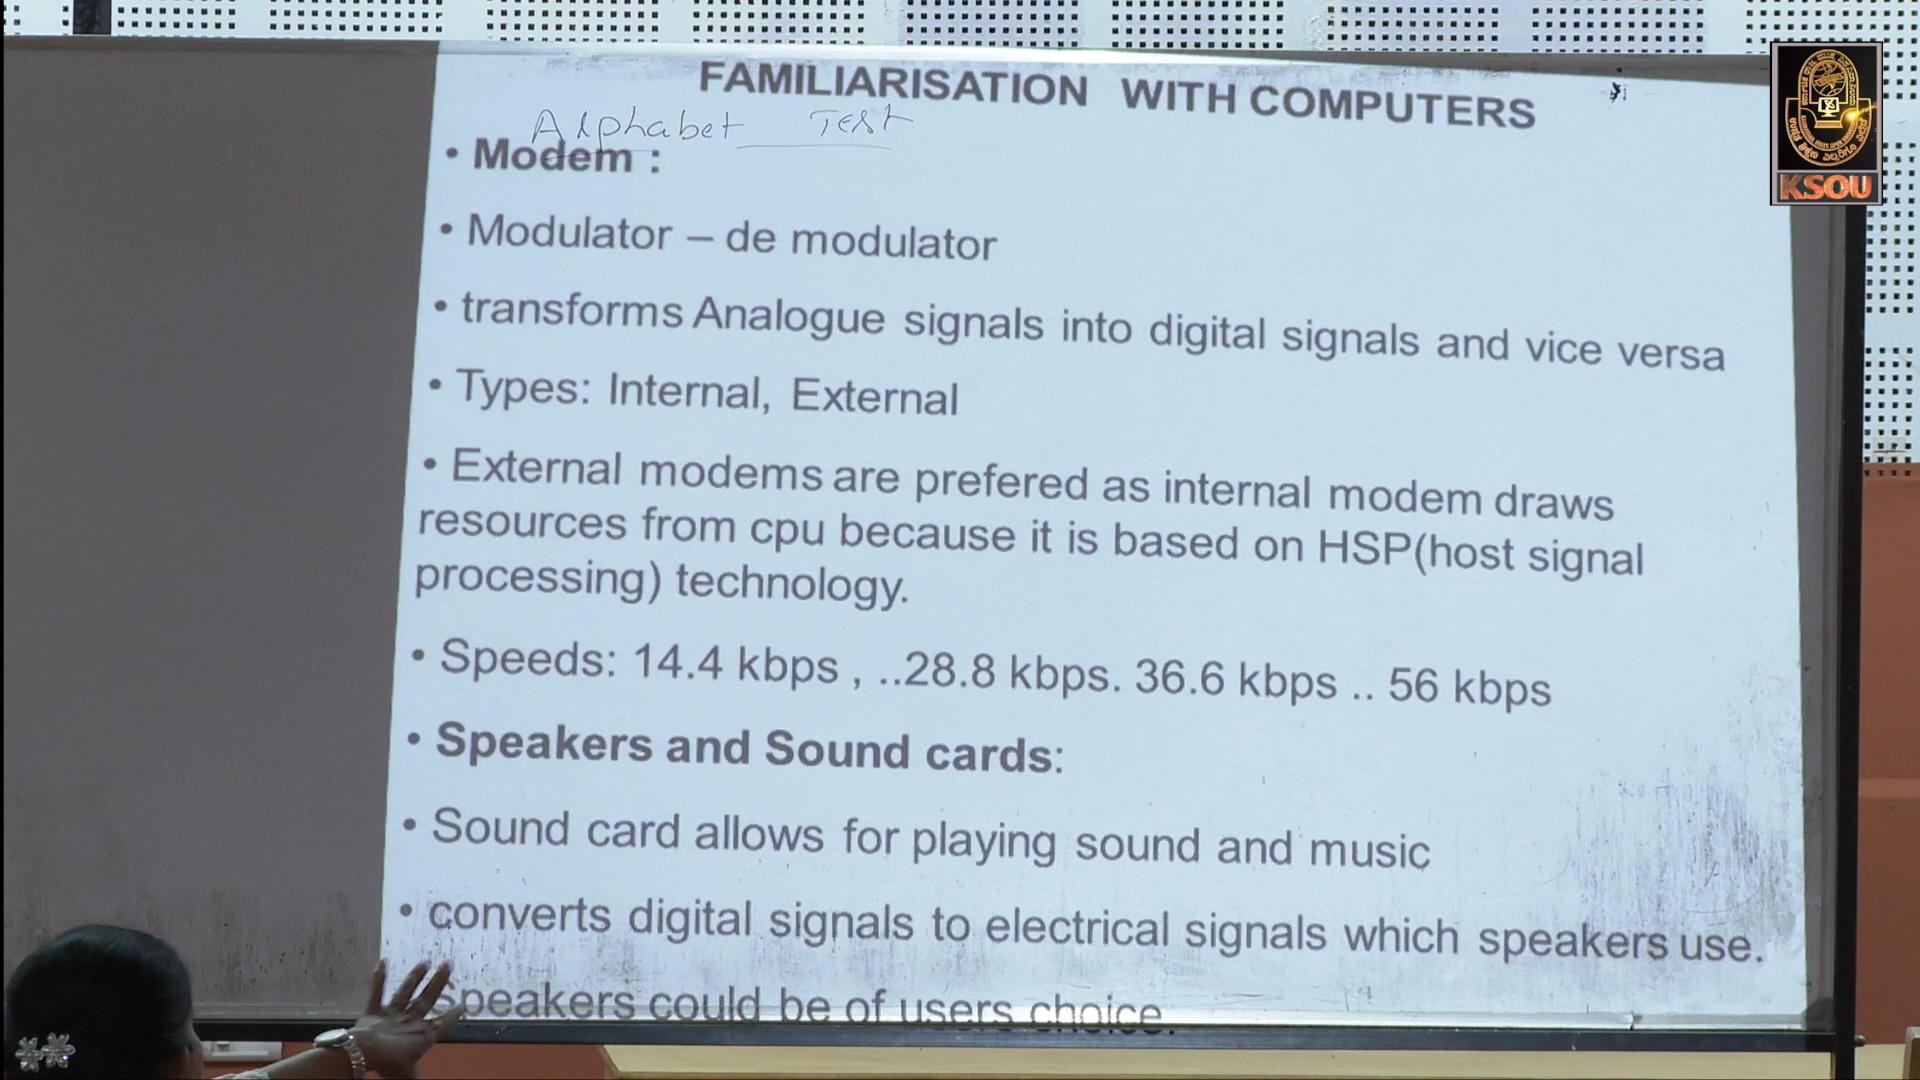 FAMILIARISATION WITH COMPUTERS
Alphabet Test
• Modem :
• Modulator – de modulator
• transforms Analogue signals into digital signals and vice versa
• Types: Internal, External
• External modems are prefered as internal modem draws
resources from cpu because it is based on HSP(host signal
processing) technology.
• Speeds: 14.4 kbps , ..28.8 kbps. 36.6 kbps .. 56 kbps
• Speakers and Sound cards:
• Sound card allows for playing sound and music
• converts digital signals to electrical signals which speakers use.
Speakers could be of users choice.
KSOU